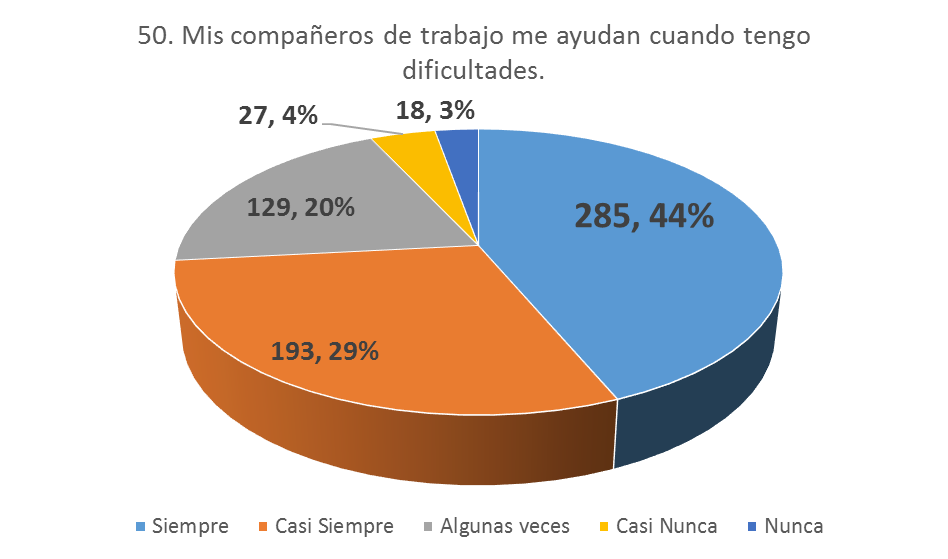 50. Mis compañeros de trabajo me ayudan cuando tengo
dificultades.
27, 4%
18, 3%
129, 20%
285, 44%
193, 29%
Siempre
Casi Siempre
Algunas veces
Casi Nunca
Nunca